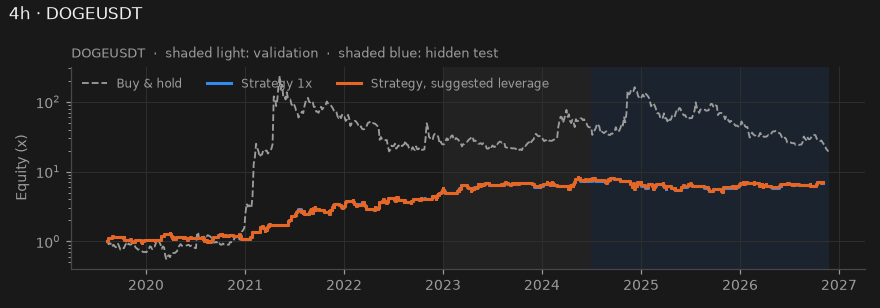 4h · DOGEUSDT
DOGEUSDT · shaded light: validation · shaded blue: hidden test
Buy & hold
Strategy 1x
Strategy, suggested leverage
Equity (x)
10²
10¹
10⁰
2020
2021
2022
2023
2024
2025
2026
2027